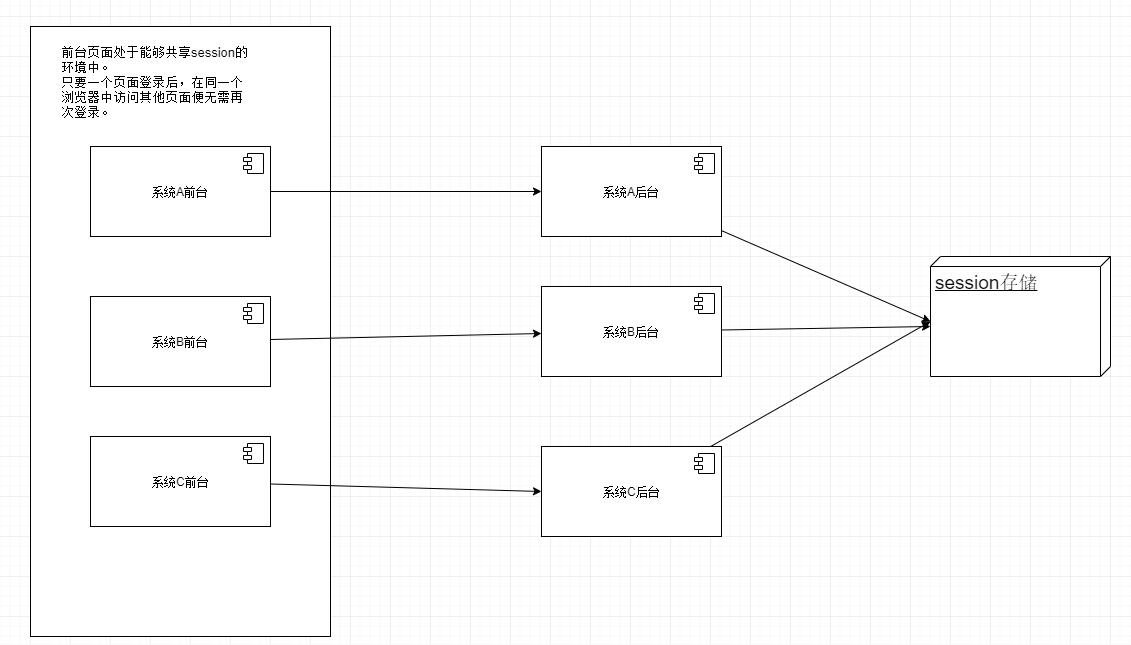 前台页面处于能够共享session的
环境中。
只要一个页面登录后，在同一个
浏览器中访问其他页面便无需再
次登录。
系统A前台
系统A后台
session存储
系统B前台
系统B后台
系统C前台
系统C后台